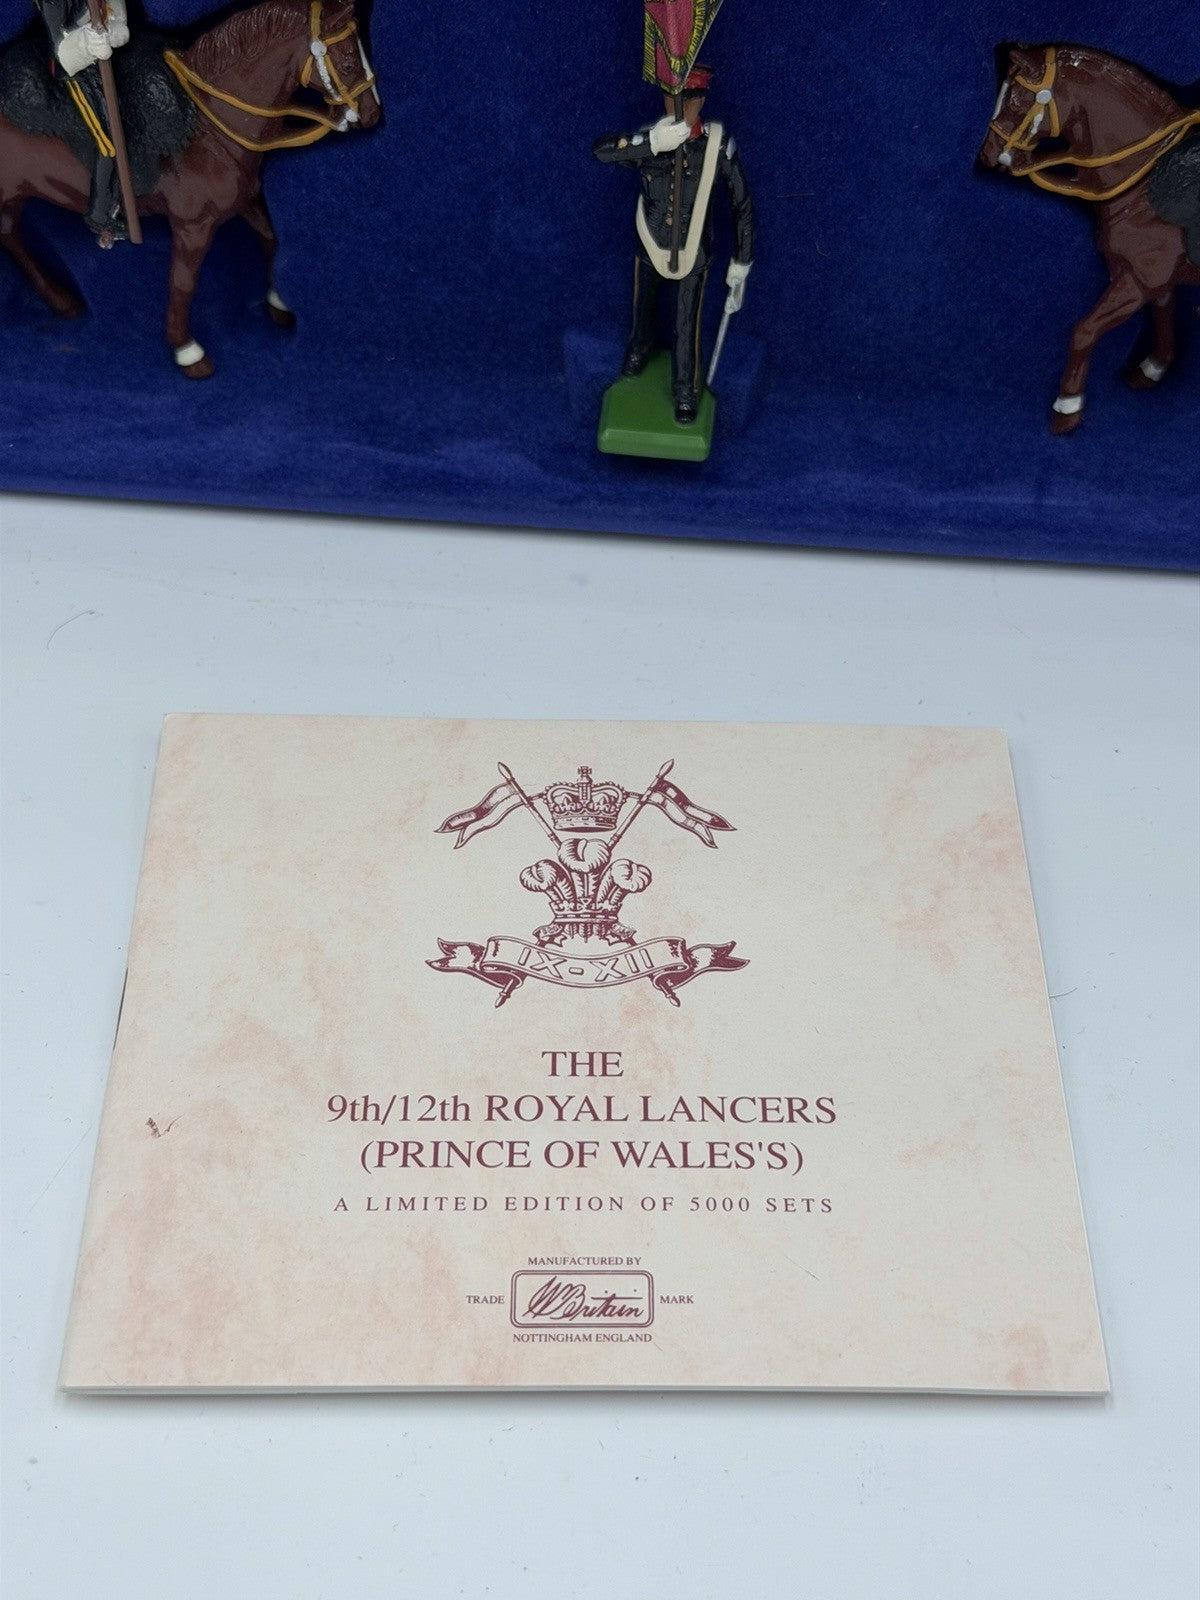 IX-XII
THE
9th/12th ROYAL LANCERS
(PRINCE OF WALES'S)
A LIMITED EDITION OF 5000 SETS
MANUFACTURED BY
TRADE WBritain MARK
NOTTINGHAM ENGLAND